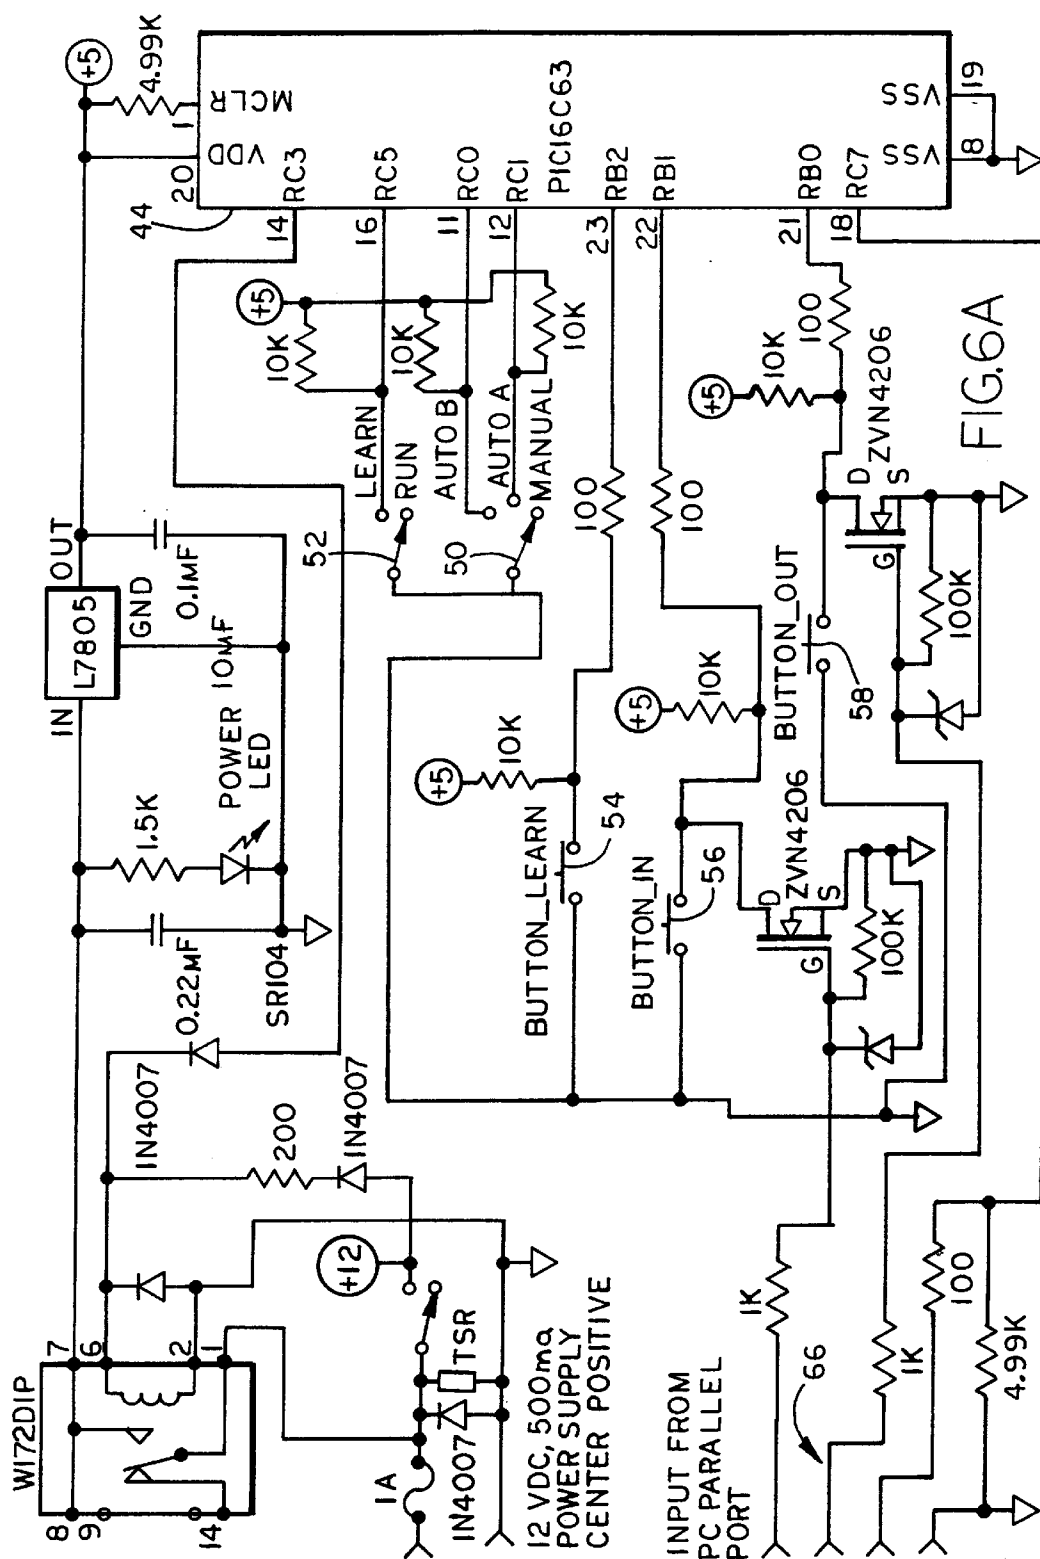 W172DIP
8
9
14
7
6
2
1
1N4007
0.22MF
SR104
1.5K
POWER
LED
IN
L7805
OUT
GND
10MF
0.1MF
+5
4.99K
1
MCLR
20
VDD
44
14
RC3
16
RC5
11
RC0
12
RC1
PIC16C63
23
RB2
22
RB1
21
RB0
18
RC7
VSS
8
VSS
19
200
1N4007
+12
1A
1N4007
TSR
12 VDC, 500ma
POWER SUPPLY
CENTER POSITIVE
+5
10K
10K
10K
LEARN
RUN
52
AUTO B
AUTO A
MANUAL
50
100
100
+5
10K
BUTTON_LEARN
54
+5
10K
BUTTON_IN
56
D
ZVN4206
S
G
100K
BUTTON_OUT
58
+5
10K
100
D
ZVN4206
S
G
100K
INPUT FROM
PC PARALLEL
PORT
66
1K
1K
100
4.99K
FIG.6A